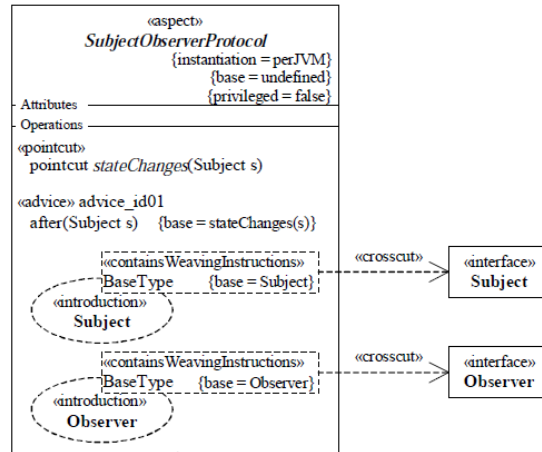 «aspect»
SubjectObserverProtocol
{instantiation = perJVM}
{base = undefined}
{privileged = false}
Attributes
Operations
«pointcut»
pointcut stateChanges(Subject s)
«advice» advice_id01
after(Subject s) {base = stateChanges(s)}
«containsWeavingInstructions»
BaseType {base = Subject}
«introduction»
Subject
«crosscut»
«interface»
Subject
«containsWeavingInstructions»
BaseType {base = Observer}
«introduction»
Observer
«crosscut»
«interface»
Observer